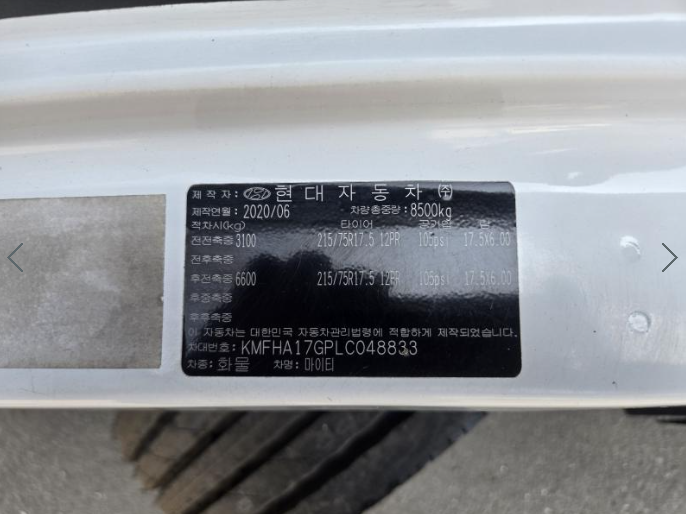 제작자: 현대자동차 ㈜
제작연월: 2020/06 차량총중량: 8500kg
적차시(kg) 타이어 공기압 림
전전축중 3100 215/75R17.5 12PR 105psi 17.5X6.00
전후축중
후전축중 6600 215/75R17.5 12PR 105psi 17.5X6.00
후중축중
후후축중
이 자동차는 대한민국 자동차관리법령에 적합하게 제작되었습니다.
차대번호: KMFHA17GPLC048833
차종: 화물 차명: 마이티